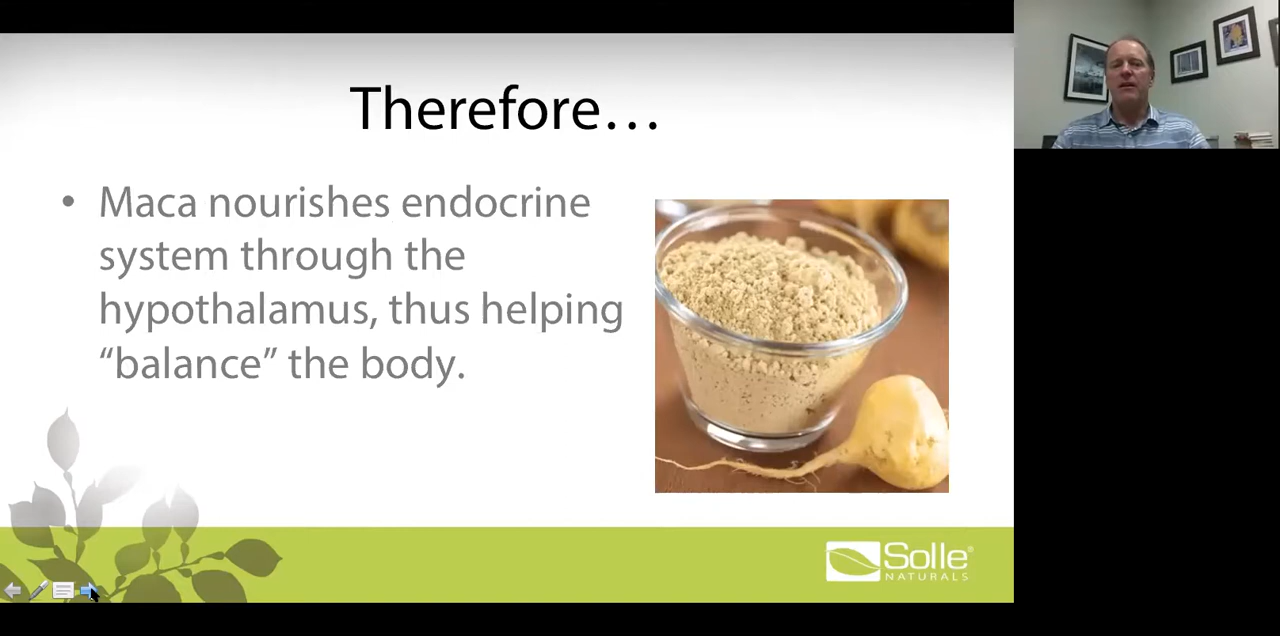 Therefore…
• Maca nourishes endocrine
system through the
hypothalamus, thus helping
“balance” the body.
Solle®
NATURALS